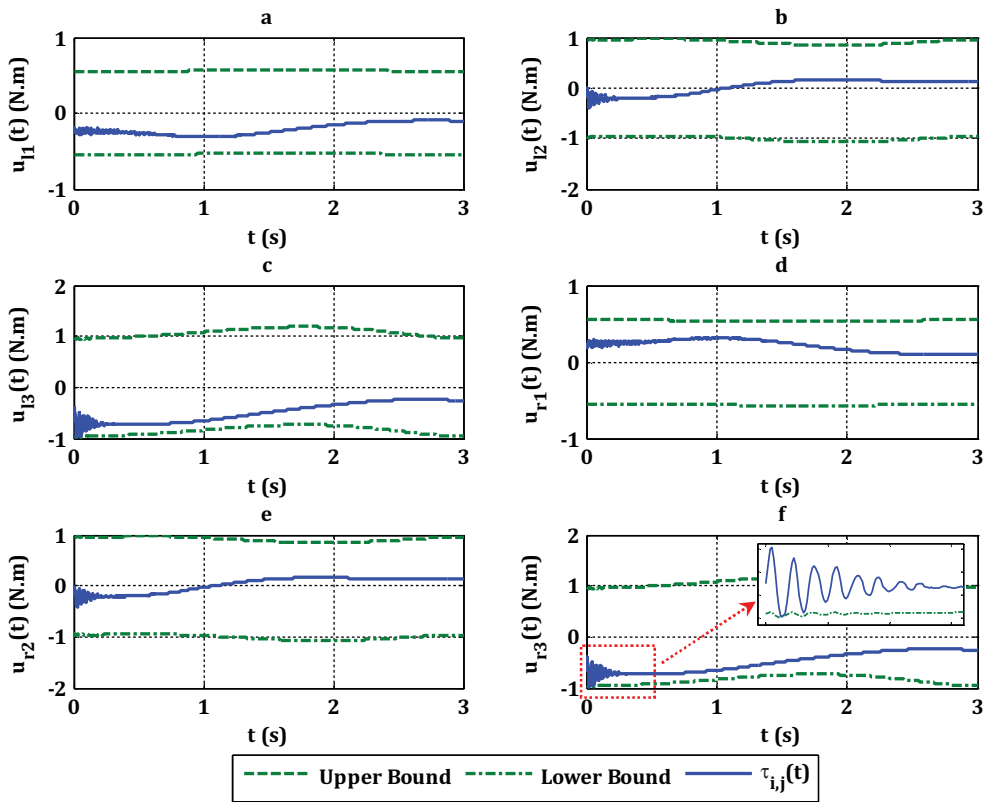 a
1
0
-1
0
1
2
3
u_l1(t) (N.m)
t (s)
b
1
0
-1
-2
0
1
2
3
u_l2(t) (N.m)
t (s)
c
2
1
0
-1
0
1
2
3
u_l3(t) (N.m)
t (s)
d
1
0
-1
0
1
2
3
u_r1(t) (N.m)
t (s)
e
1
0
-1
-2
0
1
2
3
u_r2(t) (N.m)
t (s)
f
2
1
0
-1
0
1
2
3
u_r3(t) (N.m)
t (s)
Upper Bound Lower Bound τ_i,j(t)